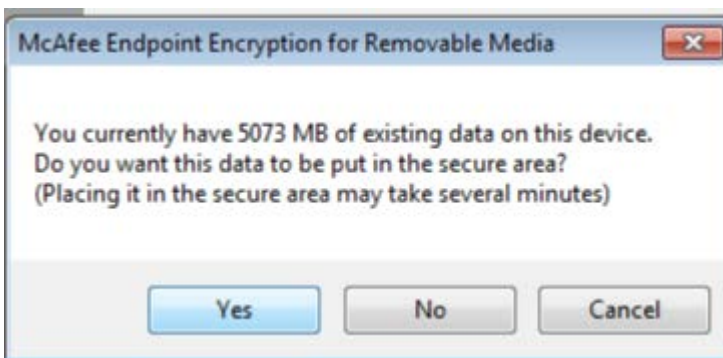 McAfee Endpoint Encryption for Removable Media
You currently have 5073 MB of existing data on this device.
Do you want this data to be put in the secure area?
(Placing it in the secure area may take several minutes)
Yes
No
Cancel